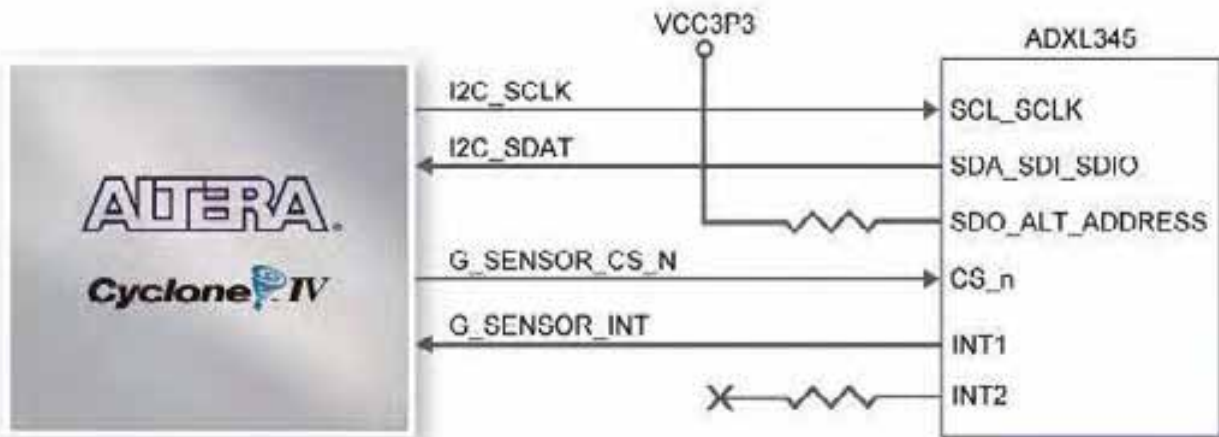 VCC3P3
ADXL345
I2C_SCLK
SCL_SCLK
I2C_SDAT
SDA_SDI_SDIO
ALTERA.
SDO_ALT_ADDRESS
G_SENSOR_CS_N
CS_n
Cyclone IV
G_SENSOR_INT
INT1
INT2